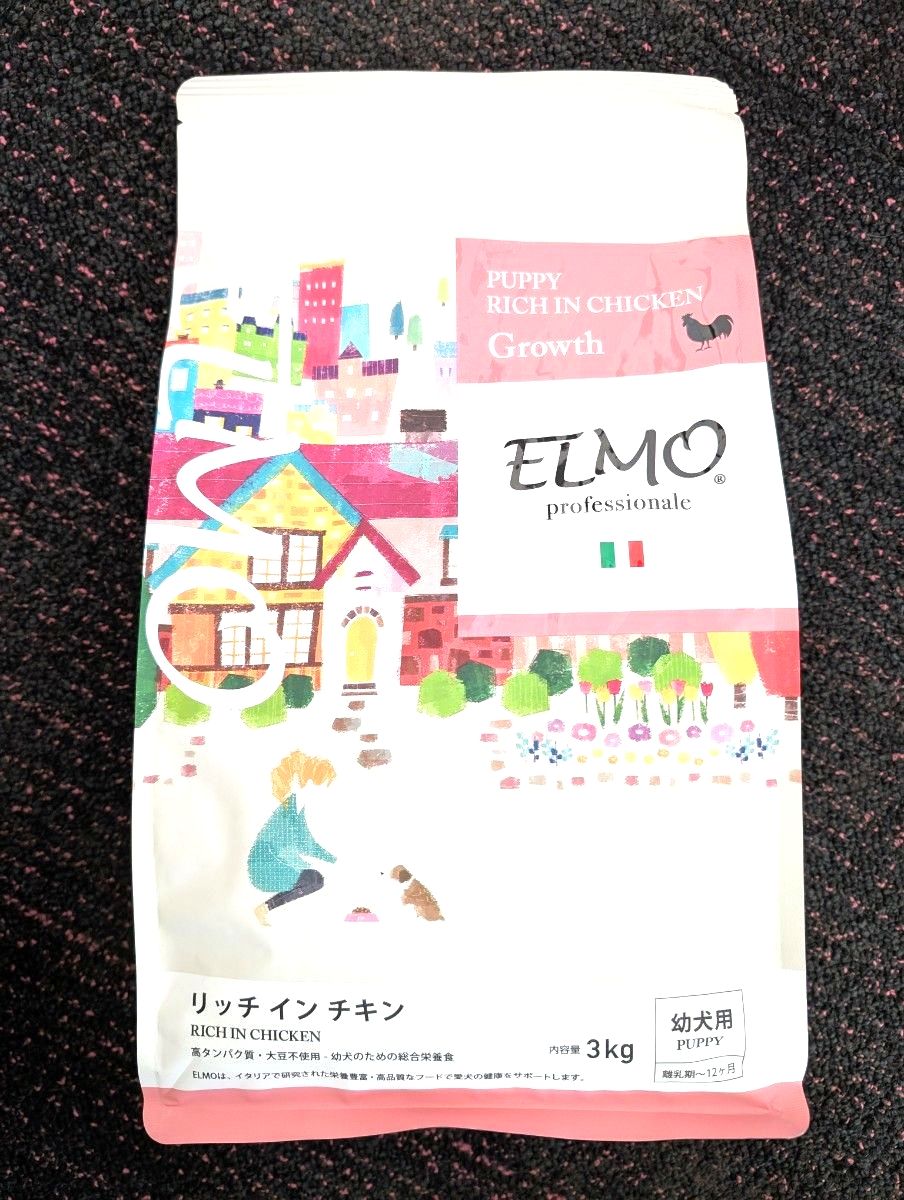 PUPPY
RICH IN CHICKEN
Growth
ELMO
ELMO®
professionale
リッチ イン チキン
RICH IN CHICKEN
高タンパク質・大豆不使用 - 幼犬のための総合栄養食
ELMOは、イタリアで研究された栄養豊富・高品質なフードで愛犬の健康をサポートします。
内容量 3kg
幼犬用
PUPPY
離乳期～12ヶ月